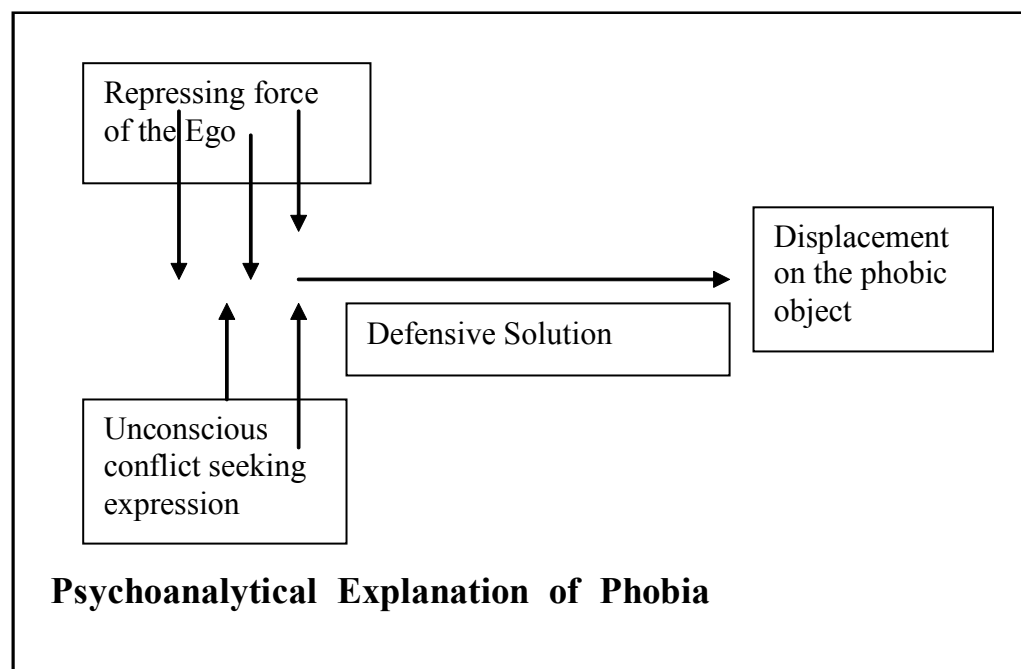 Repressing force
of the Ego
Displacement
on the phobic
object
Defensive Solution
Unconscious
conflict seeking
expression
Psychoanalytical Explanation of Phobia